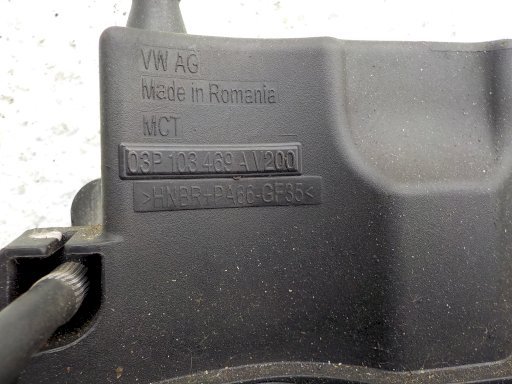 VW AG
Made in Romania
MCT
03P 103 469 A V200
>HNBR+PA66-GF35<